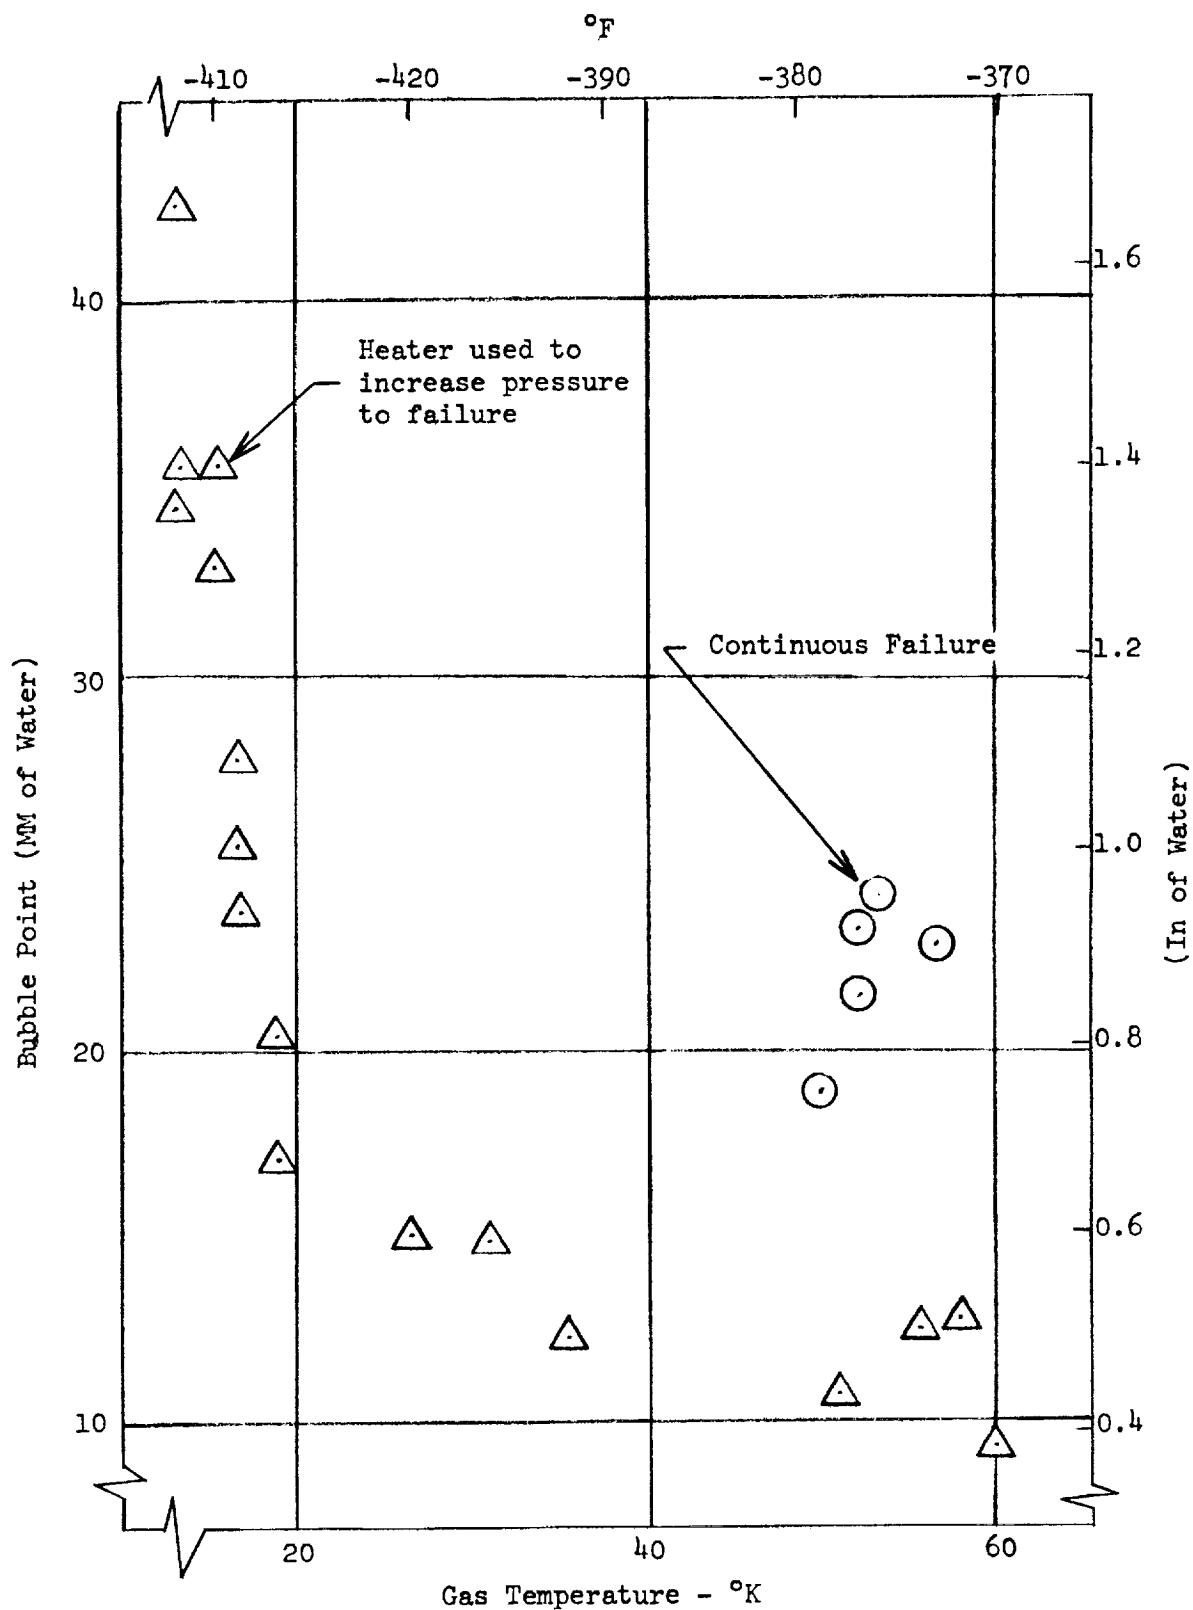 °F
-410 -420 -390 -380 -370
40
1.6
Heater used to
increase pressure
to failure
1.4
Continuous Failure
1.2
30
Bubble Point (MM of Water)
(In of Water)
1.0
20
0.8
0.6
10
0.4
20 40 60
Gas Temperature - °K